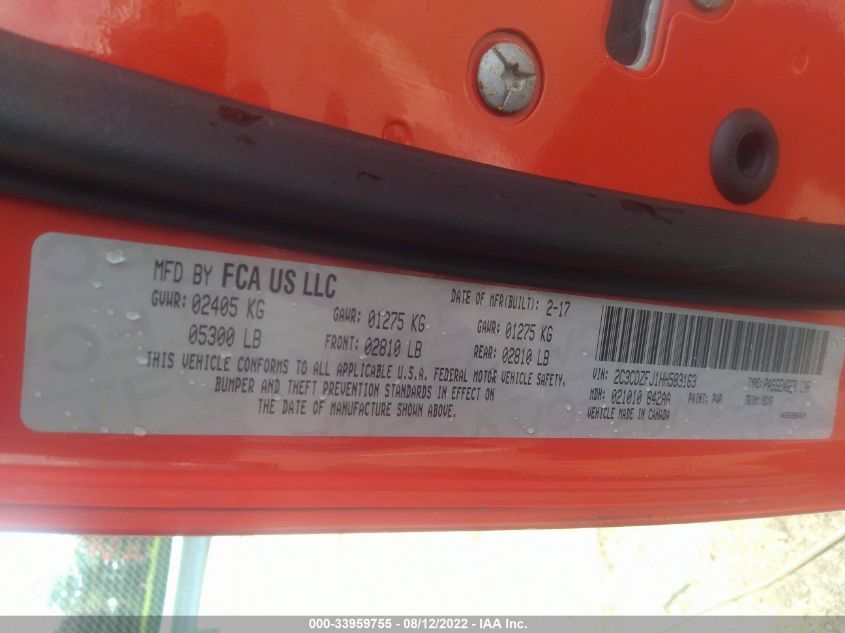 MFD BY FCA US LLC
DATE OF MFR(BUILT): 2-17
GVWR: 02405 KG
05300 LB
GAWR: 01275 KG
FRONT: 02810 LB
GAWR: 01275 KG
REAR: 02810 LB
THIS VEHICLE CONFORMS TO ALL APPLICABLE U.S.A. FEDERAL MOTOR VEHICLE SAFETY,
BUMPER AND THEFT PREVENTION STANDARDS IN EFFECT ON
THE DATE OF MANUFACTURE SHOWN ABOVE.
VIN: 2C3CDZFJ1HH583163
TYPE: PASSENGER CAR
MDH: 021010 842AA
PAINT: PVP
TRIM:
VEHICLE MADE IN CANADA
000-33959755 - 08/12/2022 - IAA Inc.